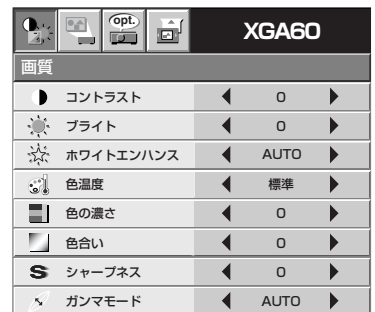 opt. XGA60
画質
コントラスト 0
ブライト 0
ホワイトエンハンス AUTO
色温度 標準
色の濃さ 0
色合い 0
S シャープネス 0
ガンマモード AUTO